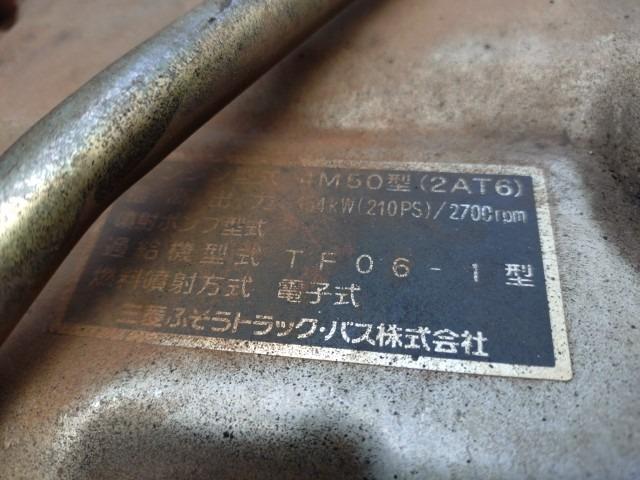 4M50型(2AT6)
出力 154kW(210PS)/2700rpm
噴射ポンプ型式
過給機型式 TF06-1型
燃料噴射方式 電子式
三菱ふそうトラック・バス株式会社